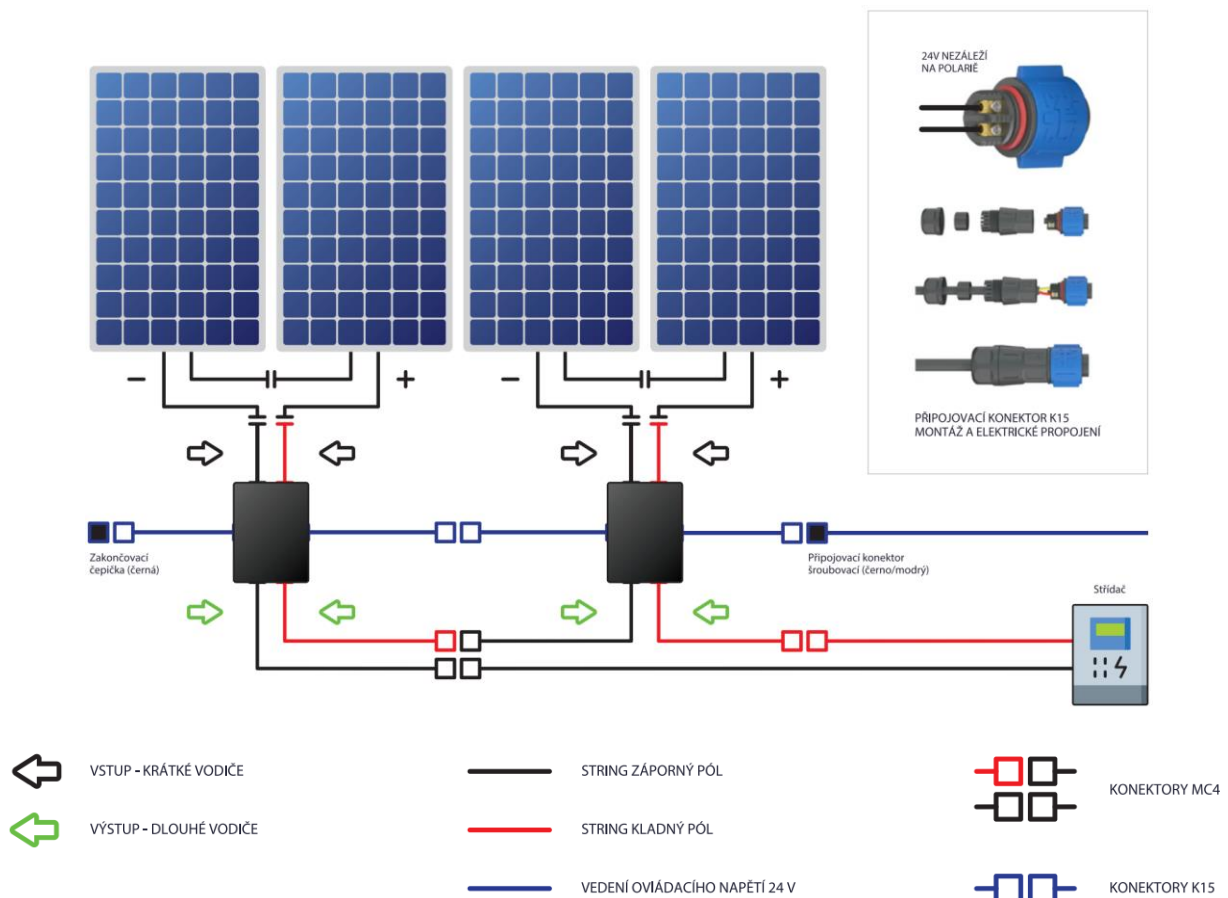 24V NEZÁLEŽÍ
NA POLARIĚ
PŘIPOJOVACÍ KONEKTOR K15
MONTÁŽ A ELEKTRICKÉ PROPOJENÍ
–
+
–
+
Zakončovací
čepička (černá)
Připojovací konektor
šroubovací (černo/modrý)
Střídač
VSTUP - KRÁTKÉ VODIČE
STRING ZÁPORNÝ PÓL
KONEKTORY MC4
VÝSTUP - DLOUHÉ VODIČE
STRING KLADNÝ PÓL
VEDENÍ OVIÁDACÍHO NAPĚTÍ 24 V
KONEKTORY K15